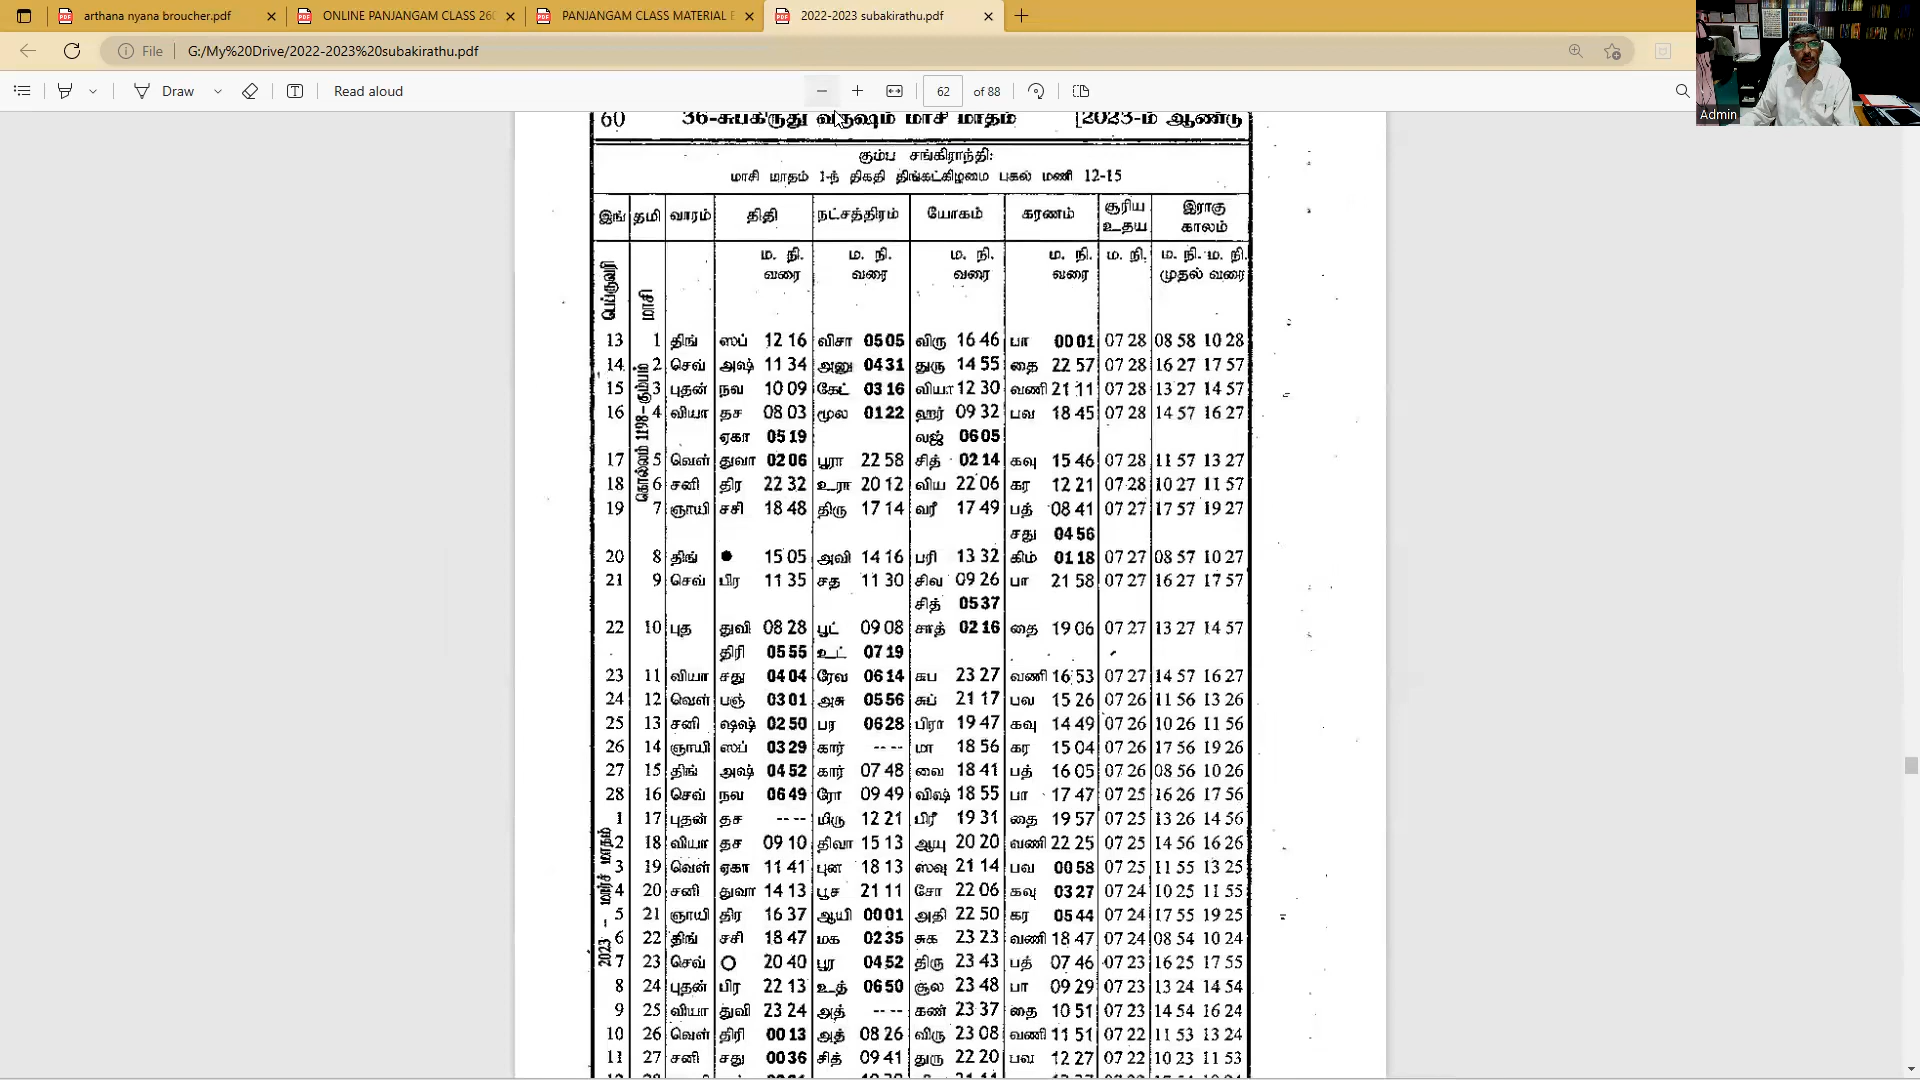 arthana nyana broucher.pdf
ONLINE PANJANGAM CLASS 260
PANJANGAM CLASS MATERIAL E
2022-2023 subakirathu.pdf
File G:/My%20Drive/2022-2023%20subakirathu.pdf
Draw Read aloud 62 of 88
Admin
60 36-சுபக்ருது வருஷம் மாசி மாதம் [2023-ம் ஆண்டு
கும்ப சங்கிராந்தி:
மாசி மாதம் 1-ந் திகதி திங்கட்கிழமை புகல் மணி 12-15
இங் தமி வாரம் திதி நட்சத்திரம் யோகம் கரணம் சூரிய உதய இராகு காலம்
ம. நி. ம. நி. ம. நி. ம. நி. ம. நி. ம. நி. ம. நி.
வரை வரை வரை வரை முதல் வரை
பெப்ருவரி மாசி
கொல்லம் 1198-கும்பம்
2023 - மார்ச் மாதம்
13 1 திங் ஸப் 12 16 விசா 05 05 விரு 16 46 பா 00 01 07 28 08 58 10 28
14 2 செவ் அஷ் 11 34 அனு 04 31 துரு 14 55 தை 22 57 07 28 16 27 17 57
15 3 புதன் நவ 10 09 கேட் 03 16 வியா 12 30 வணி 21 11 07 28 13 27 14 57
16 4 வியா தச 08 03 மூல 01 22 ஹர் 09 32 பவ 18 45 07 28 14 57 16 27
ஏகா 05 19 வஜ் 06 05
17 5 வெள் துவா 02 06 பூரா 22 58 சித் 02 14 கவு 15 46 07 28 11 57 13 27
18 6 சனி திர 22 32 உரா 20 12 விய 22 06 கர 12 21 07 28 10 27 11 57
19 7 ஞாயி சசி 18 48 திரு 17 14 வரீ 17 49 பத் 08 41 07 27 17 57 19 27
சது 04 56
20 8 திங் ● 15 05 அவி 14 16 பரி 13 32 கிம் 01 18 07 27 08 57 10 27
21 9 செவ் பிர 11 35 சத 11 30 சிவ 09 26 பா 21 58 07 27 16 27 17 57
சித் 05 37
22 10 புத துவி 08 28 பூட் 09 08 சாத் 02 16 தை 19 06 07 27 13 27 14 57
திரி 05 55 உட் 07 19
23 11 வியா சது 04 04 ரேவ 06 14 சுப 23 27 வணி 16 53 07 27 14 57 16 27
24 12 வெள் பஞ் 03 01 அசு 05 56 சுப் 21 17 பவ 15 26 07 26 11 56 13 26
25 13 சனி ஷஷ் 02 50 பர 06 28 பிரா 19 47 கவு 14 49 07 26 10 26 11 56
26 14 ஞாயி ஸப் 03 29 கார் -- -- மா 18 56 கர 15 04 07 26 17 56 19 26
27 15 திங் அஷ் 04 52 கார் 07 48 வை 18 41 பத் 16 05 07 26 08 56 10 26
28 16 செவ் நவ 06 49 ரோ 09 49 விஷ் 18 55 பா 17 47 07 25 16 26 17 56
1 17 புதன் தச -- -- மிரு 12 21 பிரீ 19 31 தை 19 57 07 25 13 26 14 56
2 18 வியா தச 09 10 திவா 15 13 ஆயு 20 20 வணி 22 25 07 25 14 56 16 26
3 19 வெள் ஏகா 11 41 புன 18 13 ஸவு 21 14 பவ 00 58 07 25 11 55 13 25
4 20 சனி துவா 14 13 பூச 21 11 சோ 22 06 கவு 03 27 07 24 10 25 11 55
5 21 ஞாயி திர 16 37 ஆயி 00 01 அதி 22 50 கர 05 44 07 24 17 55 19 25
6 22 திங் சசி 18 47 மக 02 35 சுக 23 23 வணி 18 47 07 24 08 54 10 24
7 23 செவ் ○ 20 40 பூர 04 52 திரு 23 43 பத் 07 46 07 23 16 25 17 55
8 24 புதன் பிர 22 13 உத் 06 50 சூல 23 48 பா 09 29 07 23 13 24 14 54
9 25 வியா துவி 23 24 அத் -- -- கண் 23 37 தை 10 51 07 23 14 54 16 24
10 26 வெள் திரி 00 13 அத் 08 26 விரு 23 08 வணி 11 51 07 22 11 53 13 24
11 27 சனி சது 00 36 சித் 09 41 துரு 22 20 பவ 12 27 07 22 10 23 11 53